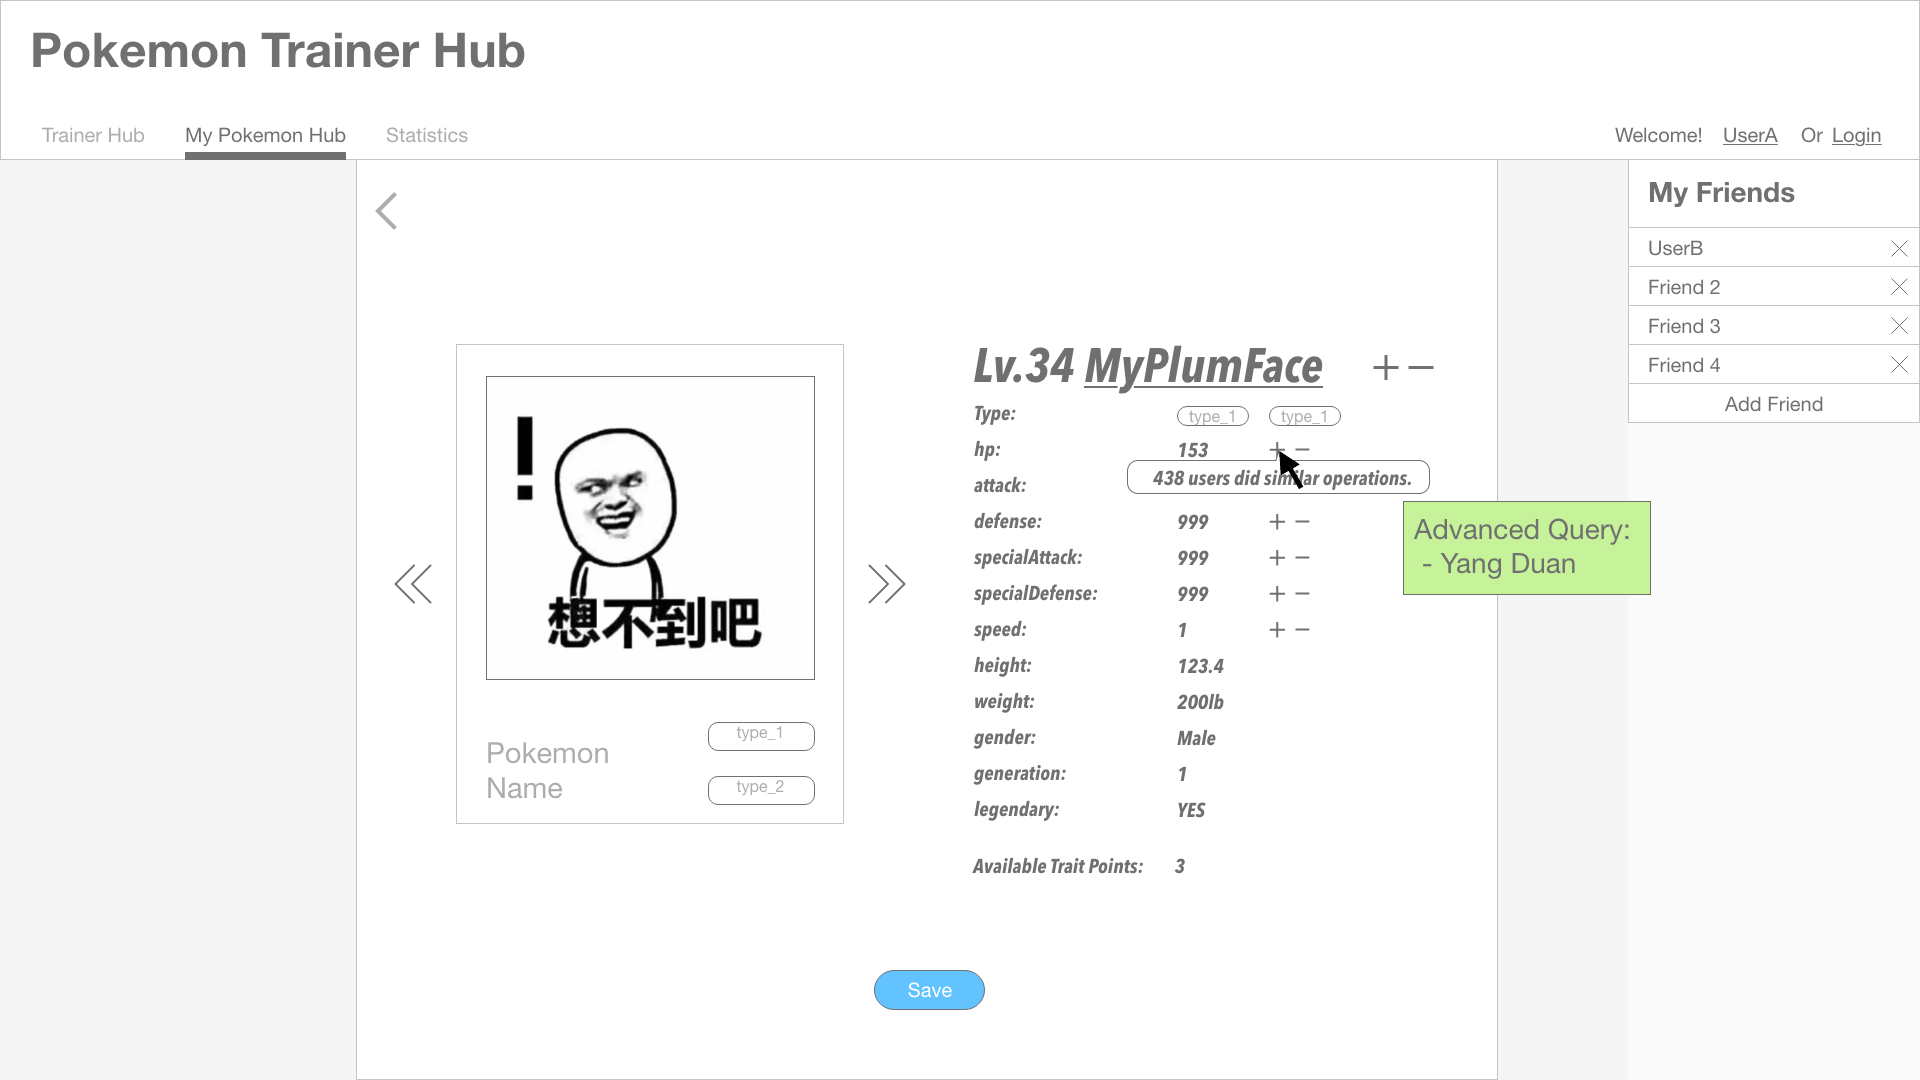 Pokemon Trainer Hub
Trainer Hub My Pokemon Hub Statistics
Welcome! UserA Or Login
My Friends
UserB
Friend 2
Friend 3
Friend 4
Add Friend
!
想不到吧
Pokemon
Name
type_1
type_2
Lv.34 MyPlumFace + −
Type: type_1 type_1
hp: 153 + −
438 users did similar operations.
attack:
defense: 999 + −
specialAttack: 999 + −
specialDefense: 999 + −
speed: 1 + −
height: 123.4
weight: 200lb
gender: Male
generation: 1
legendary: YES
Available Trait Points: 3
Advanced Query:
- Yang Duan
Save